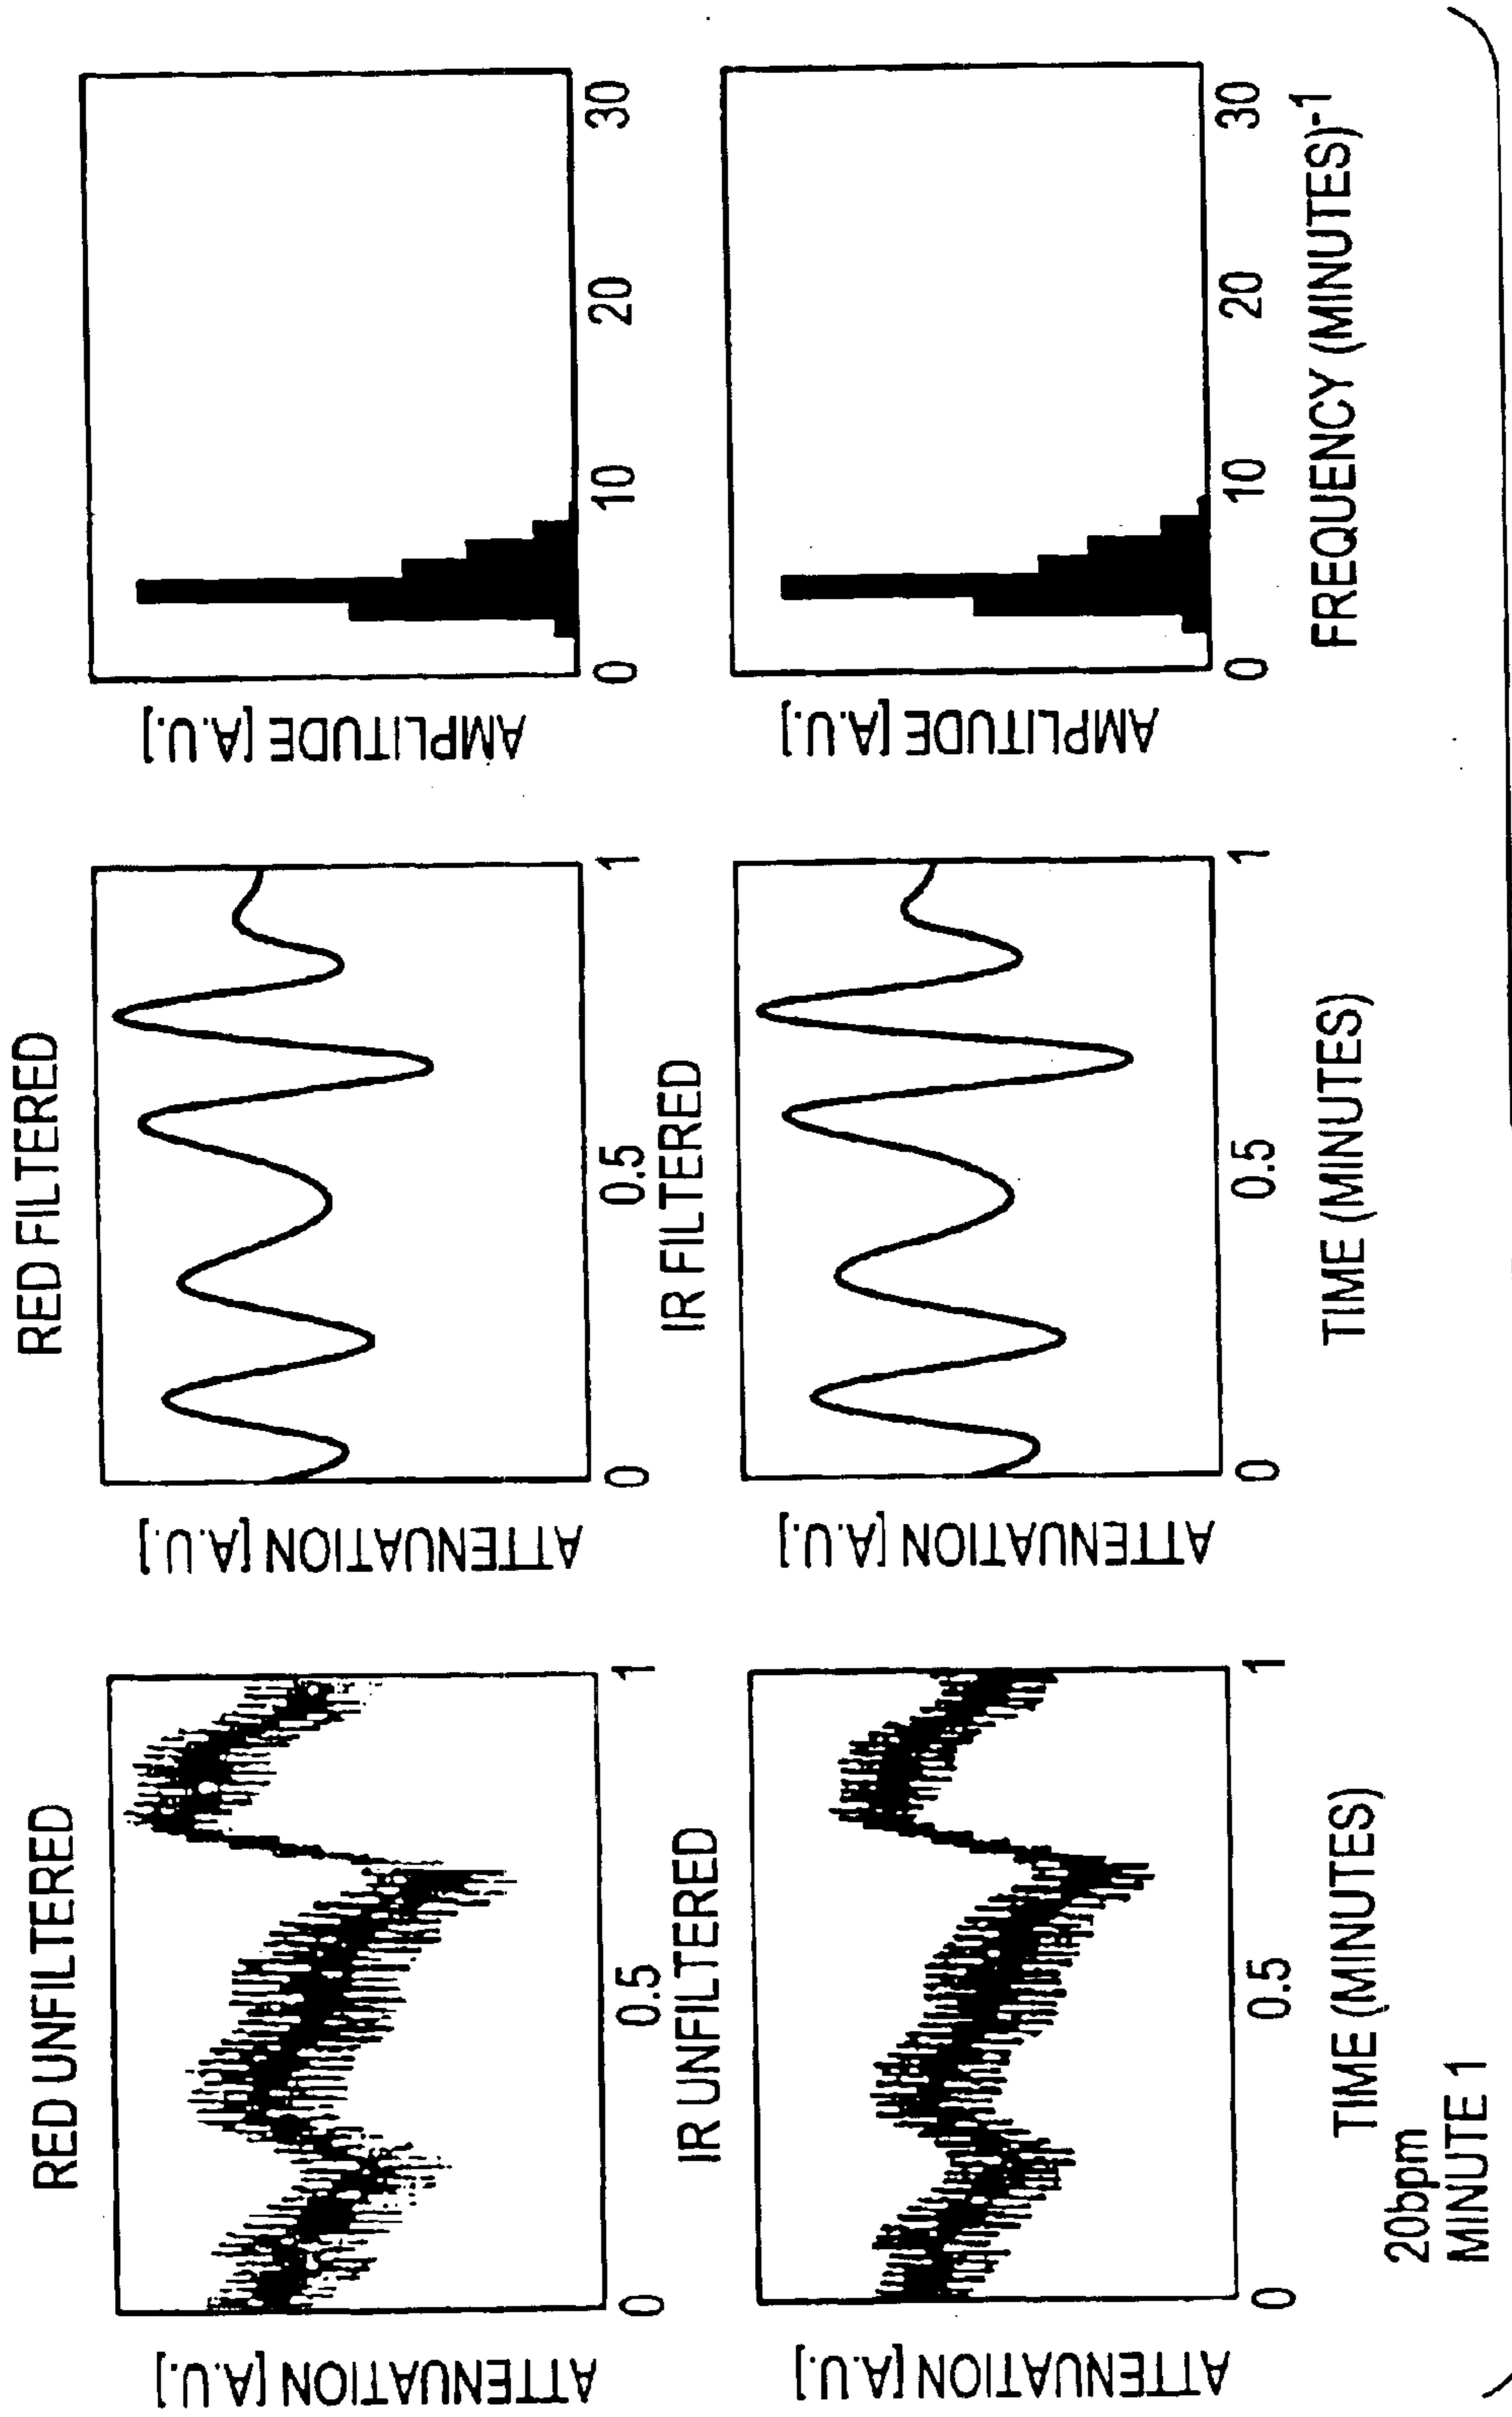 RED UNFILTERED
ATTENUATION [A.U.]
0
0.5
1
RED FILTERED
ATTENUATION [A.U.]
0
0.5
1
AMPLITUDE [A.U.]
0
10
20
30
IR UNFILTERED
ATTENUATION [A.U.]
0
0.5
1
TIME (MINUTES)
IR FILTERED
ATTENUATION [A.U.]
0
0.5
1
TIME (MINUTES)
AMPLITUDE [A.U.]
0
10
20
30
FREQUENCY (MINUTES)-1
20bpm
MINUTE 1